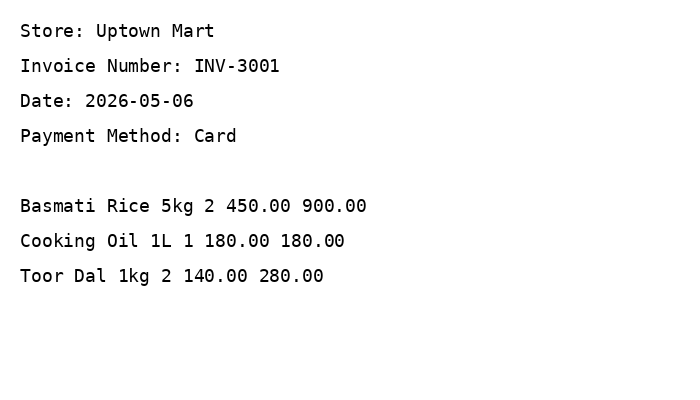 Store: Uptown Mart
Invoice Number: INV-3001
Date: 2026-05-06
Payment Method: Card
Basmati Rice 5kg 2 450.00 900.00
Cooking Oil 1L 1 180.00 180.00
Toor Dal 1kg 2 140.00 280.00